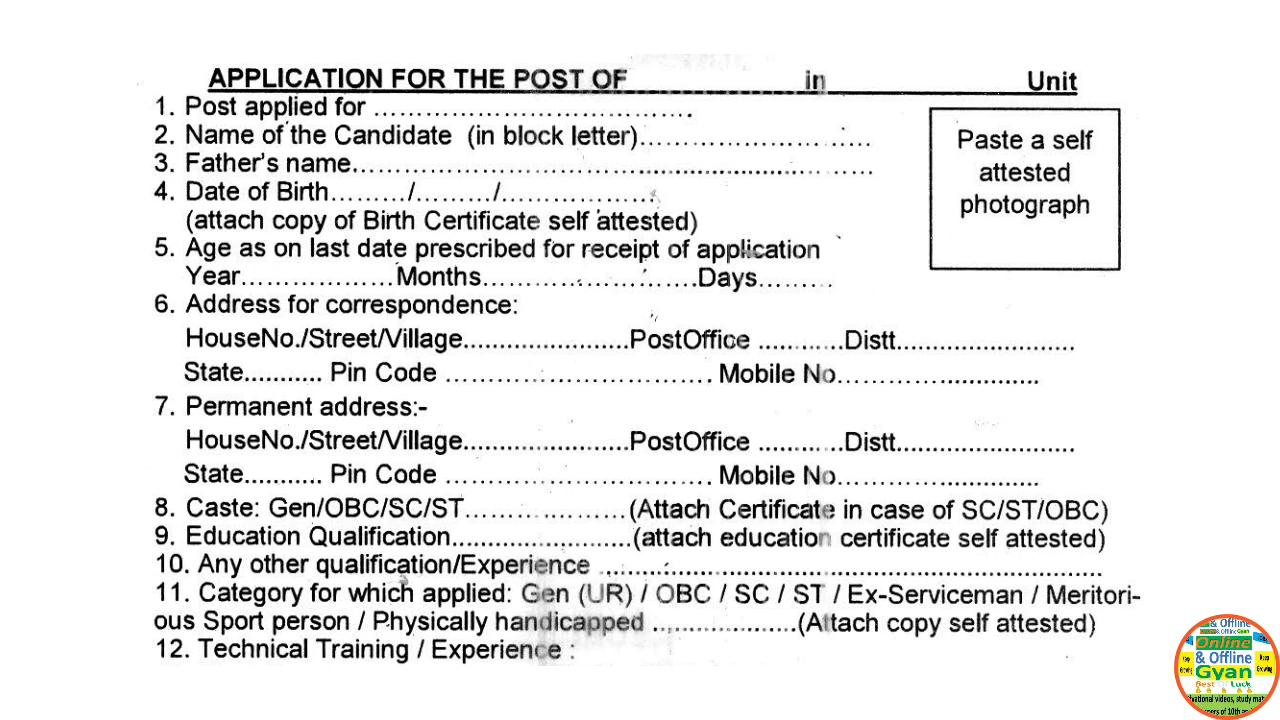 APPLICATION FOR THE POST OF ____________ in ______________ Unit
1. Post applied for ......................................
Paste a self
attested
photograph
2. Name of the Candidate (in block letter)............................
3. Father's name.................................................................
4. Date of Birth........./........./...................
(attach copy of Birth Certificate self attested)
5. Age as on last date prescribed for receipt of application
Year..................Months.........................Days.........
6. Address for correspondence:
HouseNo./Street/Village.......................PostOffice ............Distt.........................
State........... Pin Code ................................ Mobile No............................
7. Permanent address:-
HouseNo./Street/Village.......................PostOffice ............Distt.........................
State........... Pin Code ................................ Mobile No............................
8. Caste: Gen/OBC/SC/ST...................(Attach Certificate in case of SC/ST/OBC)
9. Education Qualification.........................(attach education certificate self attested)
10. Any other qualification/Experience ......................................................................
11. Category for which applied: Gen (UR) / OBC / SC / ST / Ex-Serviceman / Meritori-
ous Sport person / Physically handicapped ....................(Attach copy self attested)
12. Technical Training / Experience :
& Offline
& Offline Gyan
Online
& Offline
Gyan
Best Of Luck
Keep
Growing